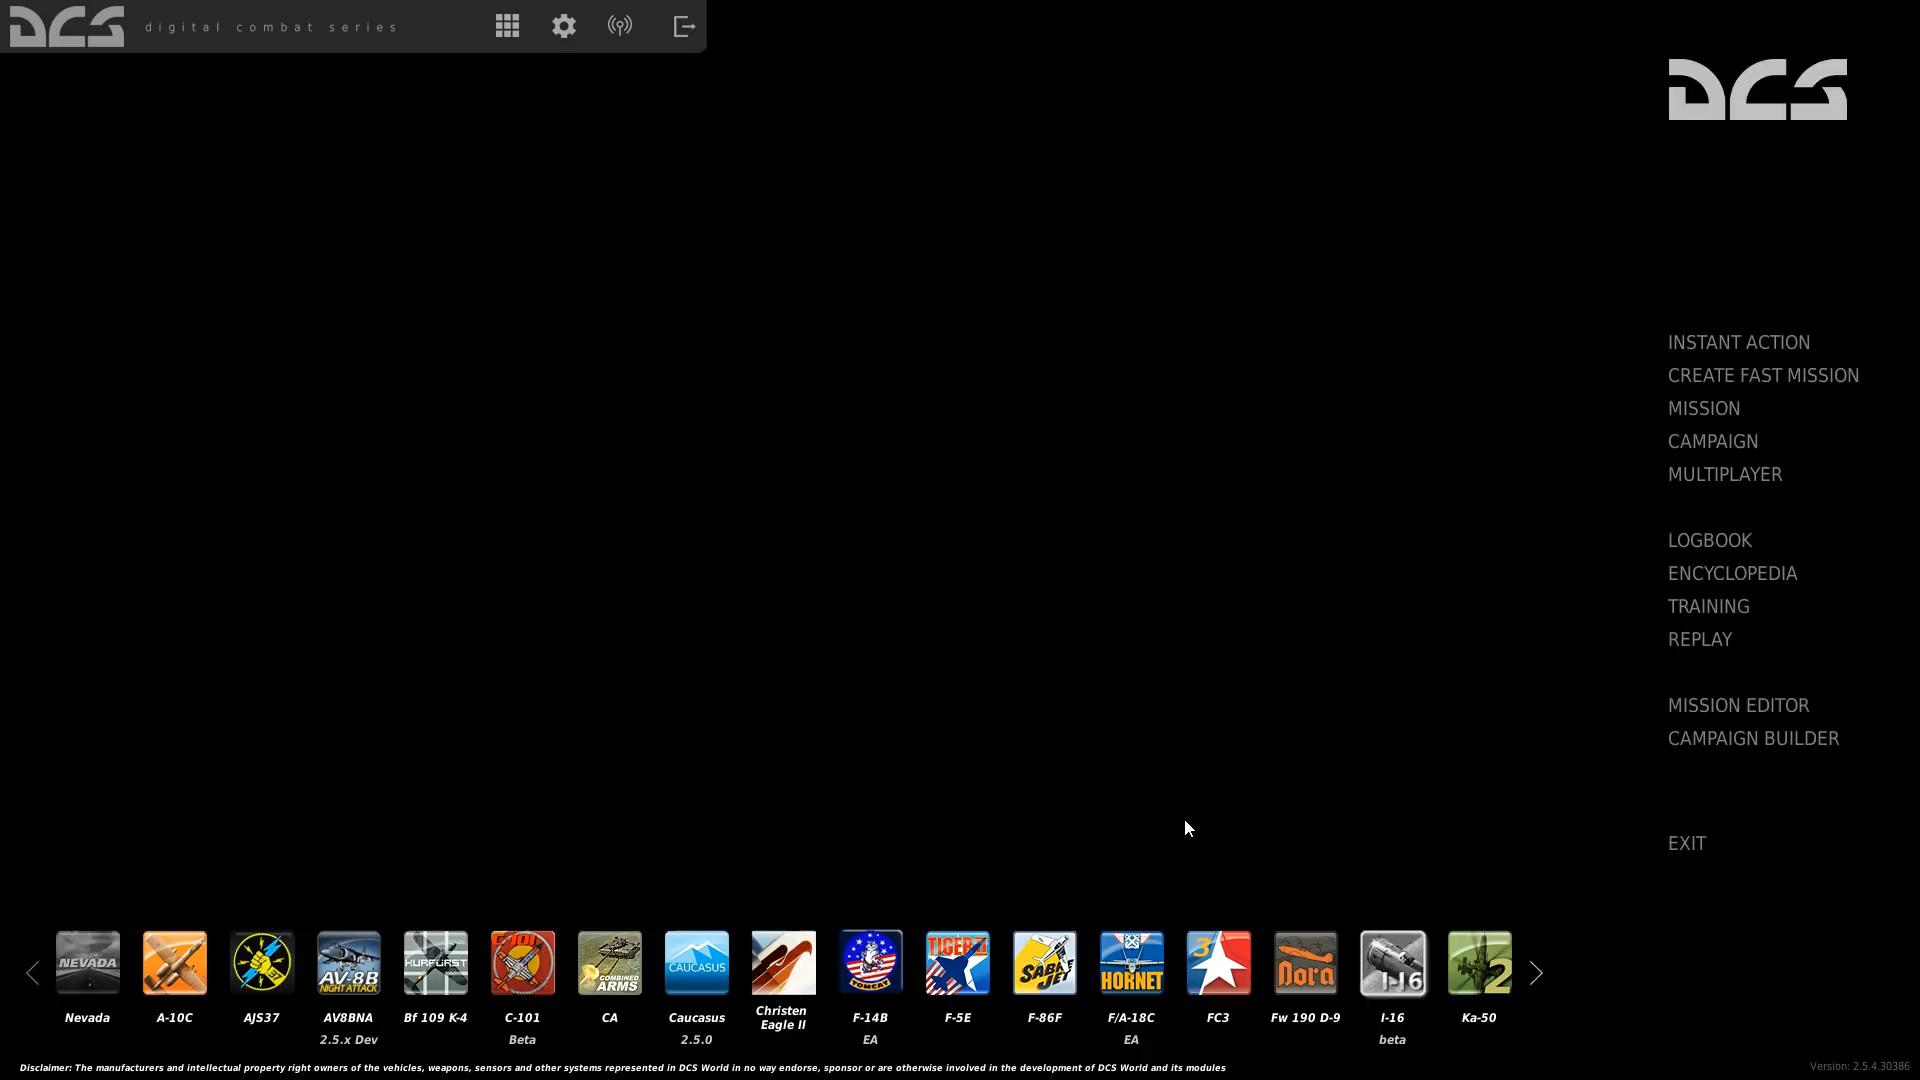 DCS digital combat series
DCS
INSTANT ACTION
CREATE FAST MISSION
MISSION
CAMPAIGN
MULTIPLAYER
LOGBOOK
ENCYCLOPEDIA
TRAINING
REPLAY
MISSION EDITOR
CAMPAIGN BUILDER
EXIT
NEVADA
AV-8B
NIGHT ATTACK
KURFÜRST
C-101
COMBINED
ARMS
CAUCASUS
TOMCAT
TIGER II
SABRE
JET
HORNET
3
Dora
I-16
2
Nevada
A-10C
AJS37
AV8BNA
2.5.x Dev
Bf 109 K-4
C-101
Beta
CA
Caucasus
2.5.0
Christen
Eagle II
F-14B
EA
F-5E
F-86F
F/A-18C
EA
FC3
Fw 190 D-9
I-16
beta
Ka-50
Disclaimer: The manufacturers and intellectual property right owners of the vehicles, weapons, sensors and other systems represented in DCS World in no way endorse, sponsor or are otherwise involved in the development of DCS World and its modules
Version: 2.5.4.30386